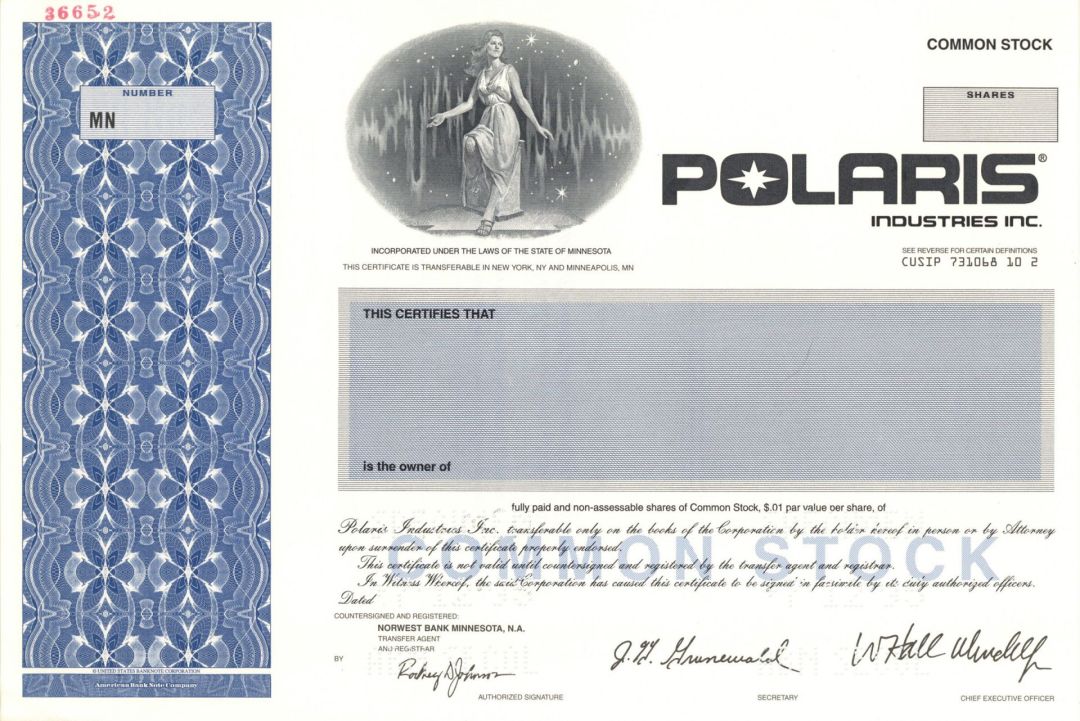 36652
COMMON STOCK
NUMBER
MN
SHARES
POLARIS®
INDUSTRIES INC.
INCORPORATED UNDER THE LAWS OF THE STATE OF MINNESOTA
THIS CERTIFICATE IS TRANSFERABLE IN NEW YORK, NY AND MINNEAPOLIS, MN
SEE REVERSE FOR CERTAIN DEFINITIONS
CUSIP 731068 10 2
THIS CERTIFIES THAT
is the owner of
fully paid and non-assessable shares of Common Stock, $.01 par value per share, of
Polaris Industries Inc. transferable only on the books of the Corporation by the holder hereof in person or by Attorney
upon surrender of this certificate properly endorsed.
COMMON STOCK
This certificate is not valid until countersigned and registered by the transfer agent and registrar.
In Witness Whereof, the said Corporation has caused this certificate to be signed in facsimile by its duly authorized officers.
Dated
COUNTERSIGNED AND REGISTERED:
NORWEST BANK MINNESOTA, N.A.
TRANSFER AGENT
AND REGISTRAR
BY
Rodney D Johnson
J. H. Grunewald
W Hall Wendel Jr
AUTHORIZED SIGNATURE
SECRETARY
CHIEF EXECUTIVE OFFICER
© UNITED STATES BANKNOTE CORPORATION
American Bank Note Company